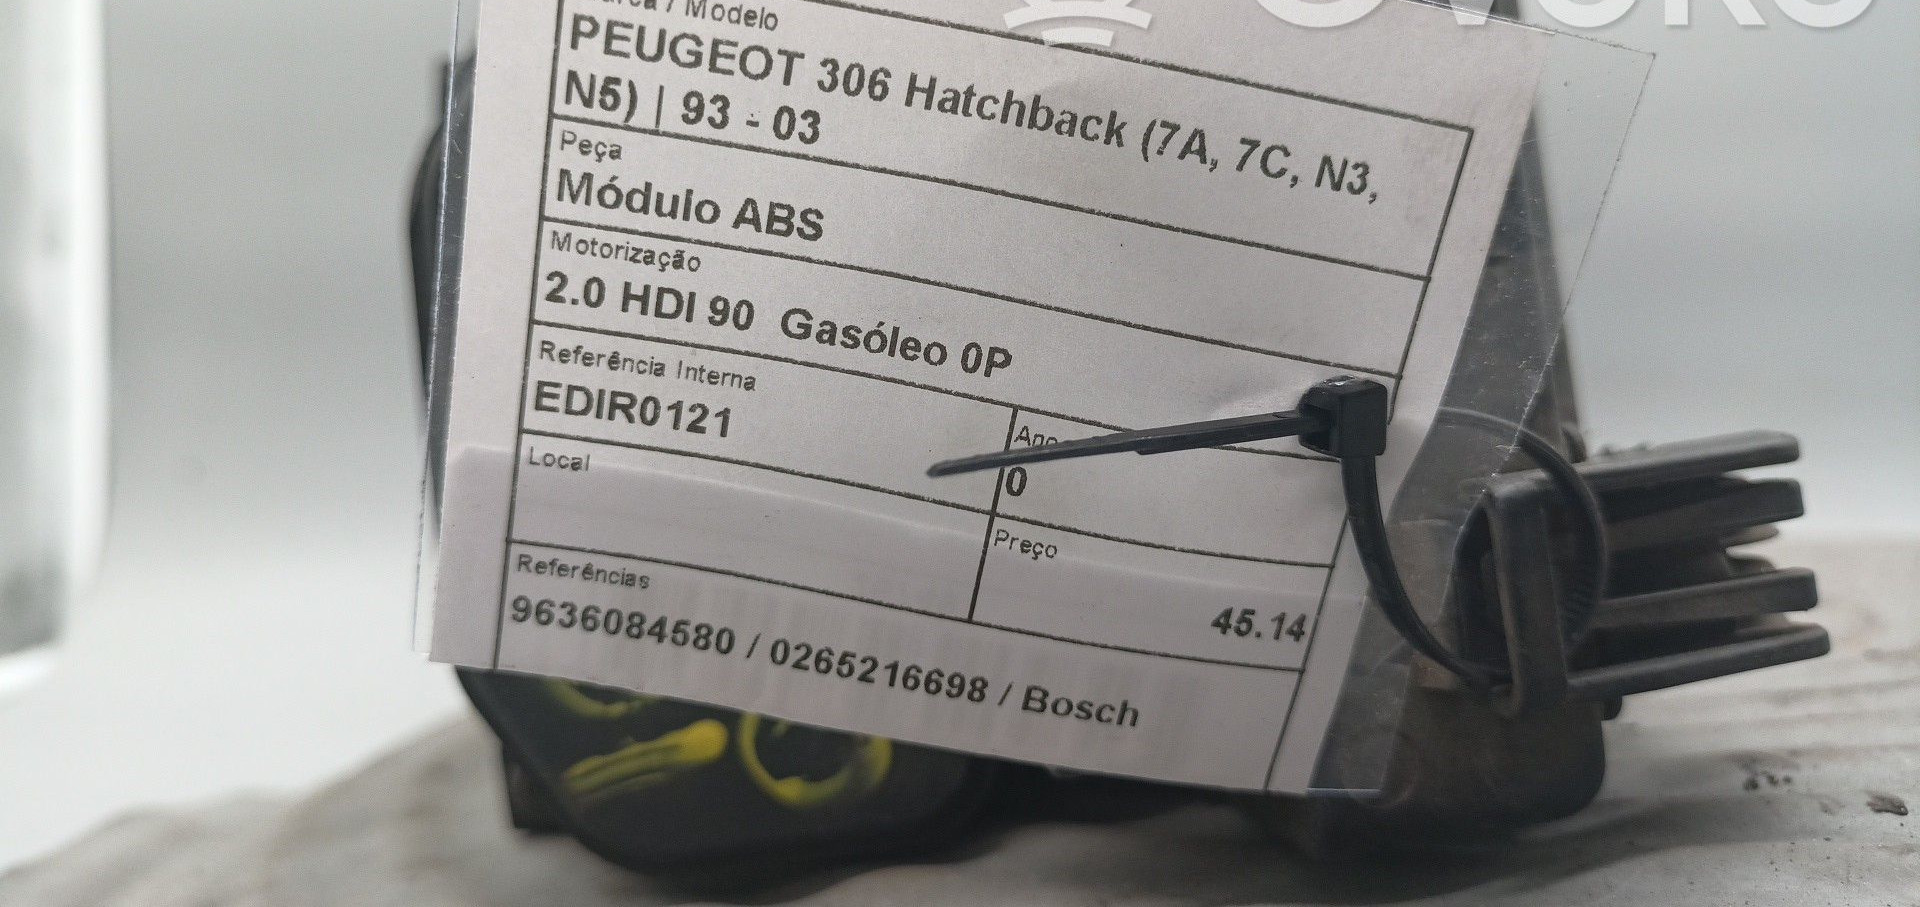 Modelo
PEUGEOT 306 Hatchback (7A, 7C, N3,
N5) | 93 - 03
Peça
Módulo ABS
Motorização
2.0 HDI 90 Gasóleo 0P
Referência Interna
EDIR0121
0
Local
Preço
45.14
Referências
9636084580 / 0265216698 / Bosch